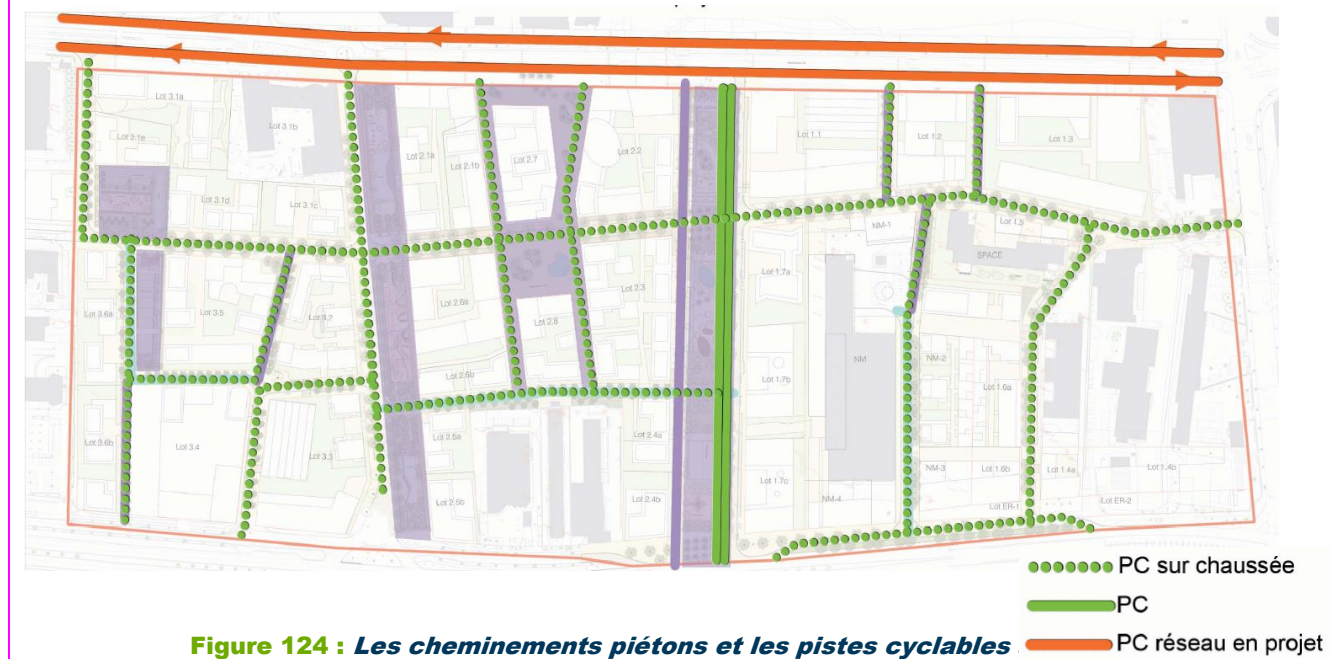 Lot 3.1a
Lot 3.1b
Lot 3.1e
Lot 3.1d
Lot 3.1c
Lot 2.1a
Lot 2.1b
Lot 2.7
Lot 2.2
Lot 1.1
Lot 1.2
Lot 1.3
Lot 1.5
NM-1
SPACE
Lot 3.6a
Lot 3.5
Lot 3.2
Lot 2.6a
Lot 2.8
Lot 2.3
Lot 1.7a
NM
NM-2
Lot 2.6b
Lot 1.7b
Lot 1.6a
Lot 3.6b
Lot 3.4
Lot 3.3
Lot 2.5a
Lot 2.4a
Lot 2.5b
Lot 2.4b
Lot 1.7c
NM-4
NM-3
Lot 1.6b
Lot 1.4a
Lot 1.4b
Lot ER-1
Lot ER-2
PC sur chaussée
PC
PC réseau en projet
Figure 124 : Les cheminements piétons et les pistes cyclables